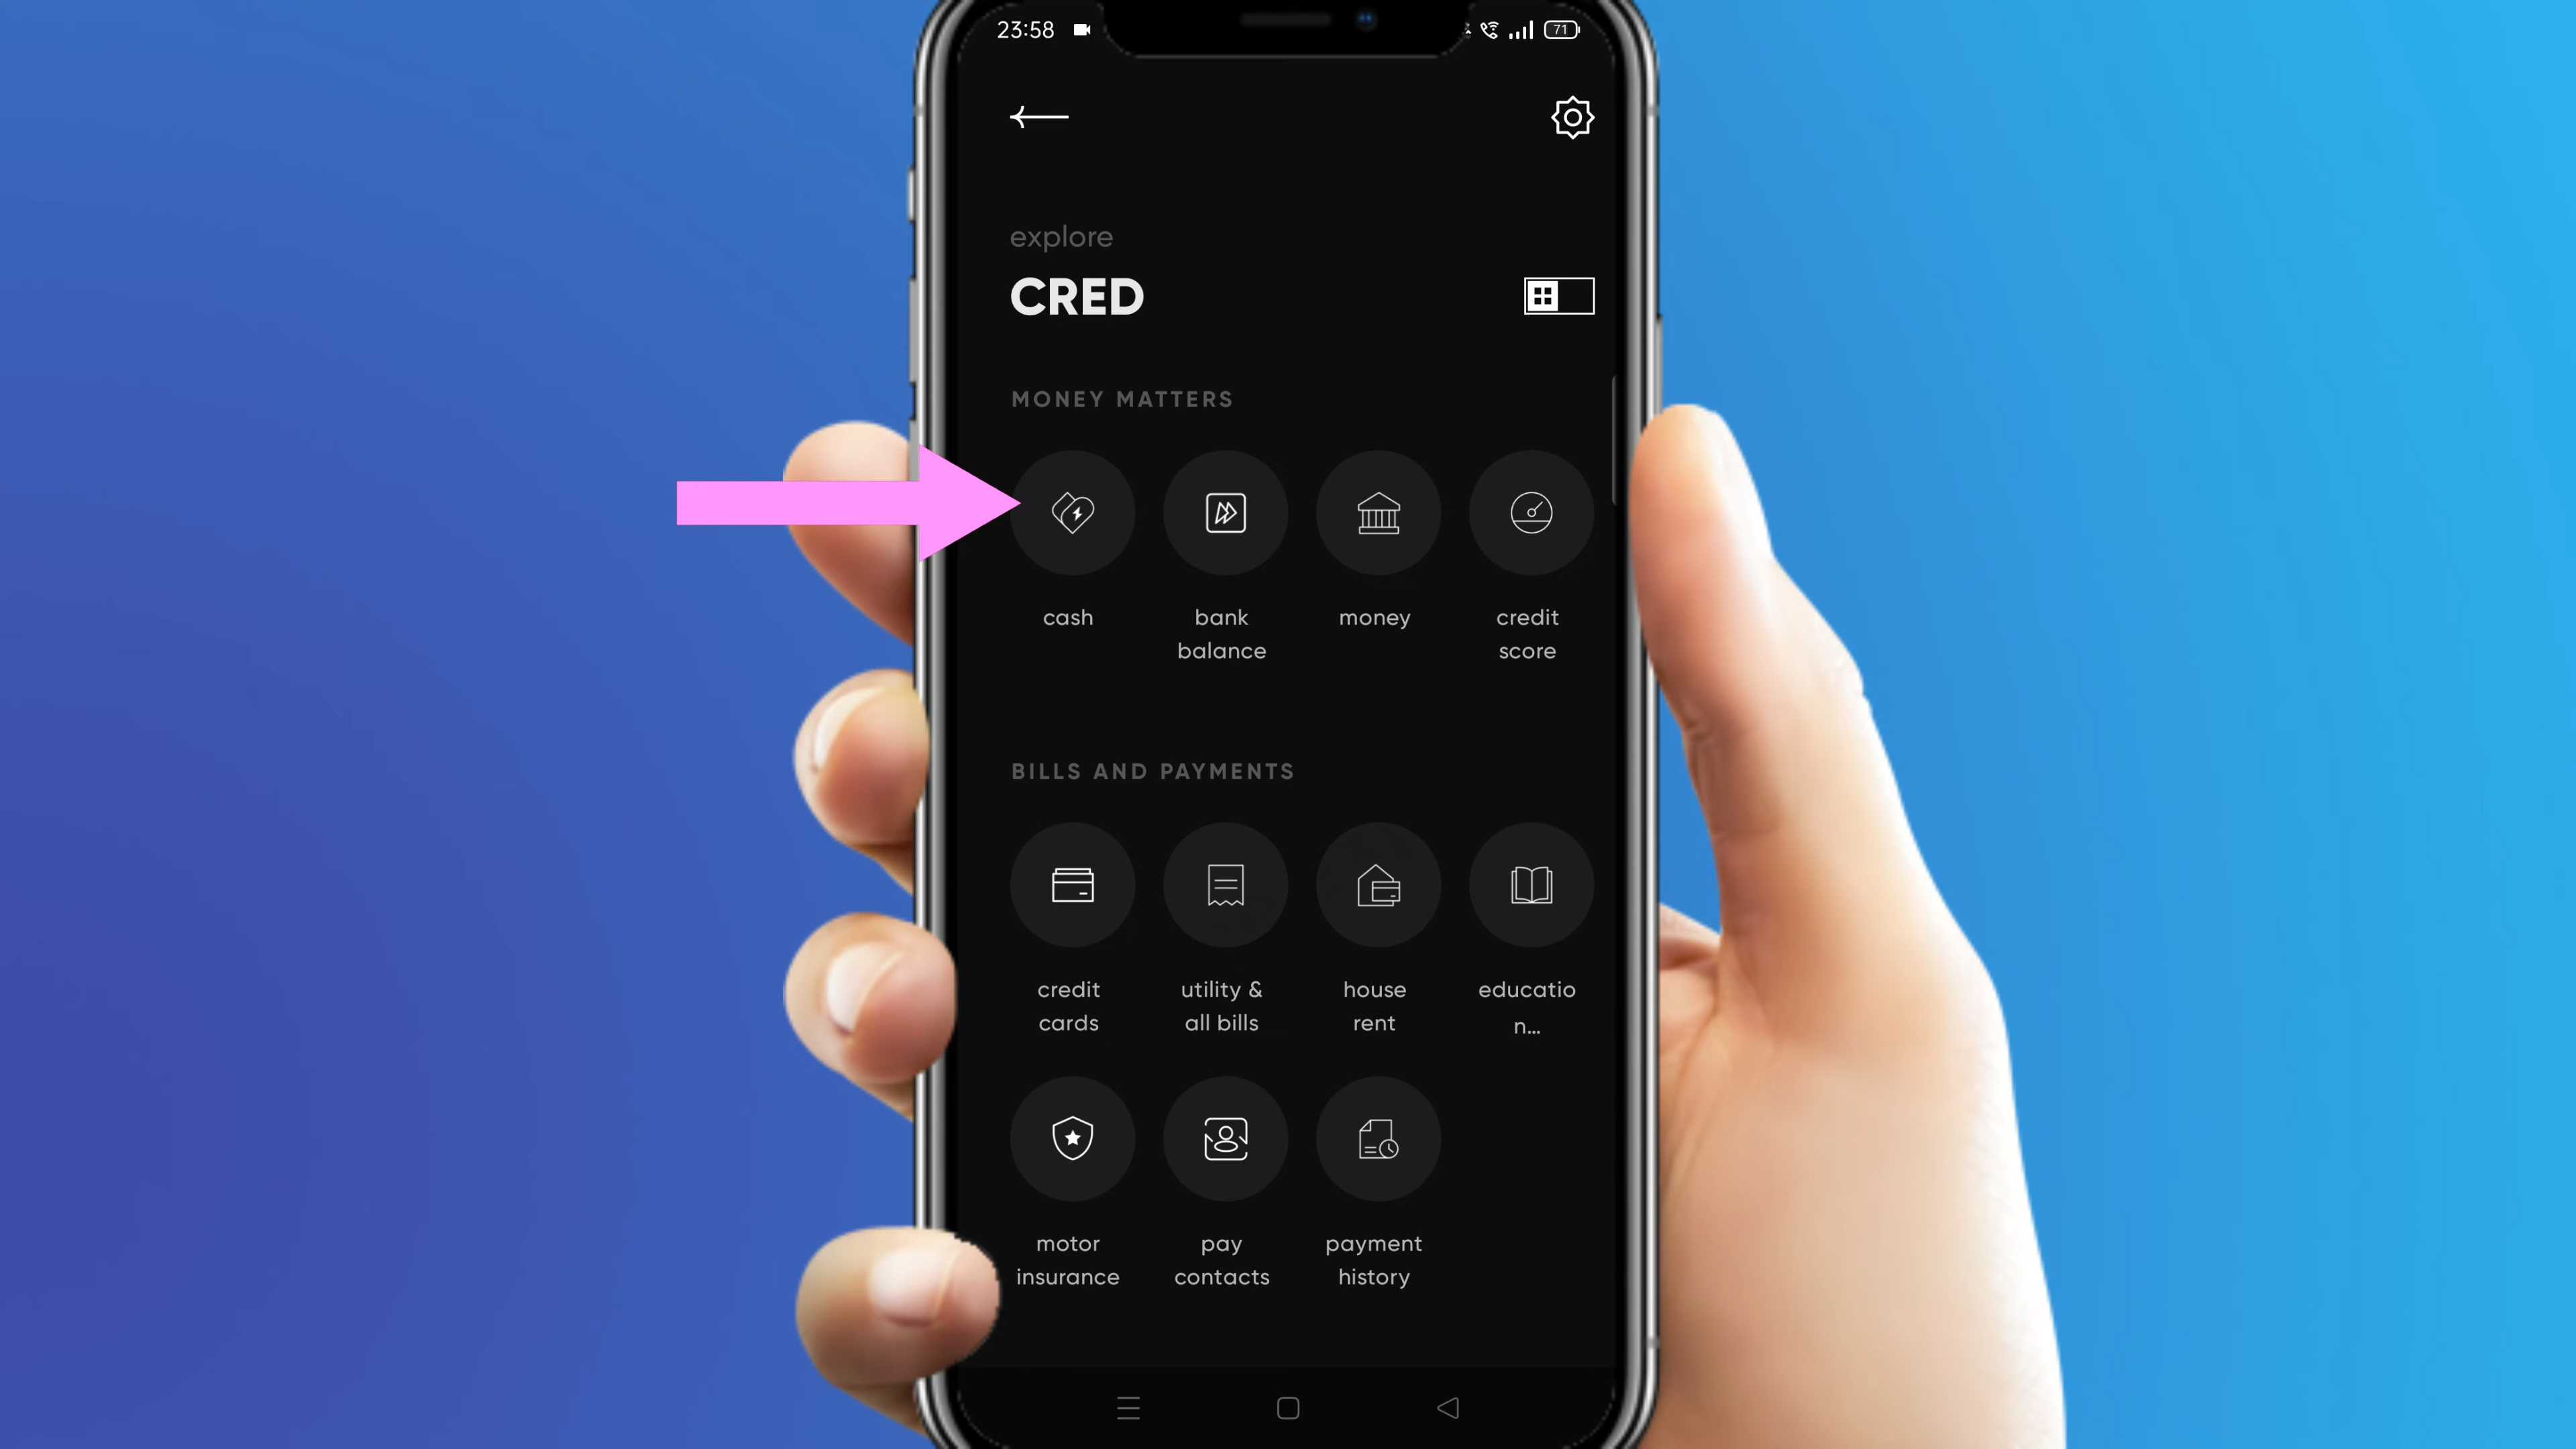 23:58
71
explore
CRED
MONEY MATTERS
cash
bank
balance
money
credit
score
BILLS AND PAYMENTS
credit
cards
utility &
all bills
house
rent
educatio
n...
motor
insurance
pay
contacts
payment
history